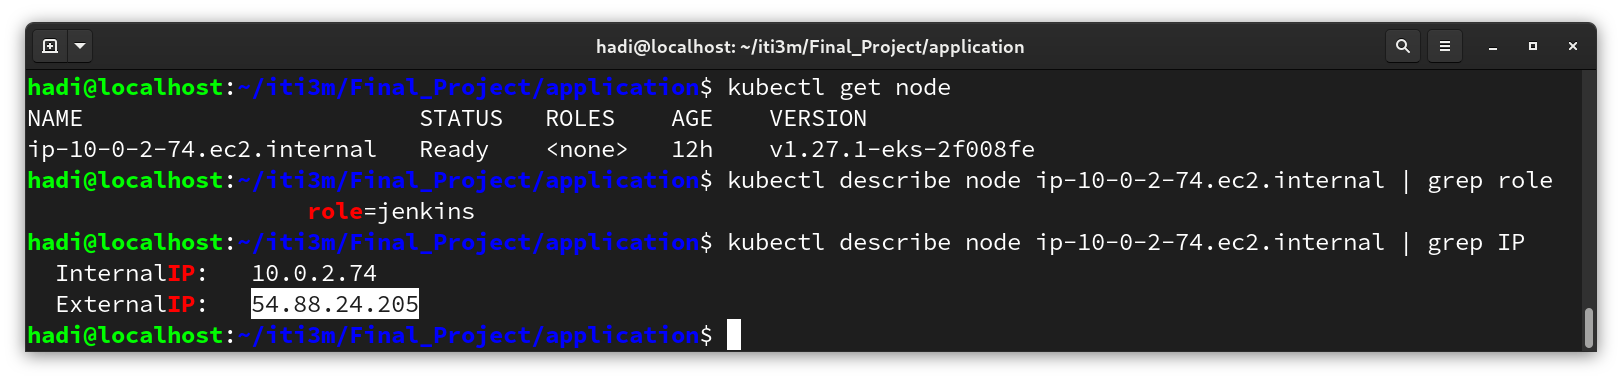 hadi@localhost: ~/iti3m/Final_Project/application
hadi@localhost:~/iti3m/Final_Project/application$ kubectl get node
NAME                        STATUS   ROLES    AGE    VERSION
ip-10-0-2-74.ec2.internal   Ready    <none>   12h    v1.27.1-eks-2f008fe
hadi@localhost:~/iti3m/Final_Project/application$ kubectl describe node ip-10-0-2-74.ec2.internal | grep role
                    role=jenkins
hadi@localhost:~/iti3m/Final_Project/application$ kubectl describe node ip-10-0-2-74.ec2.internal | grep IP
  InternalIP:   10.0.2.74
  ExternalIP:   54.88.24.205
hadi@localhost:~/iti3m/Final_Project/application$